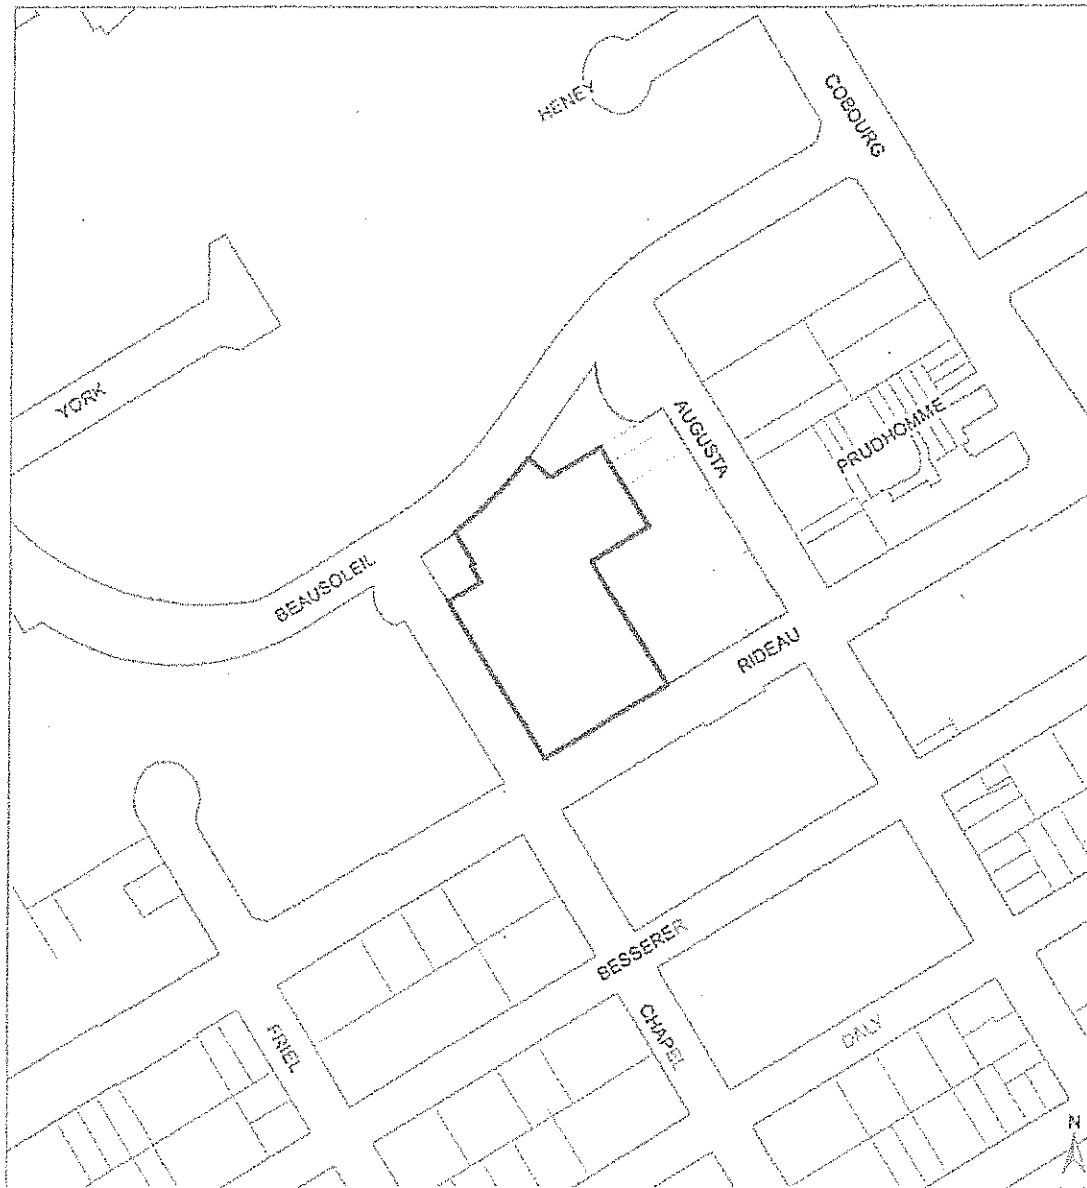 HENEY
COBOURG
YORK
AUGUSTA
PRUDHOMME
BEAUSOLEIL
RIDEAU
BESSERER
CHAPEL
FRIEL
DALY
N